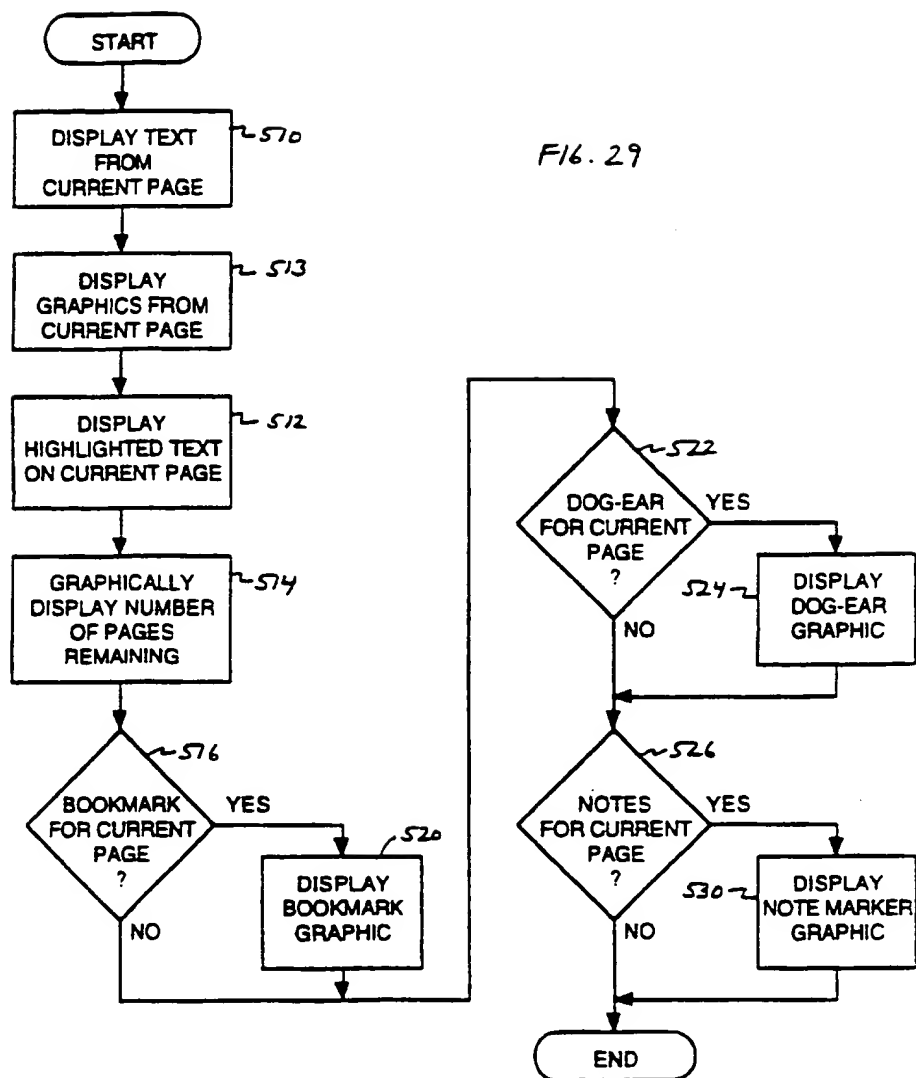 START
DISPLAY TEXT
FROM
CURRENT PAGE
510
FIG. 29
DISPLAY
GRAPHICS FROM
CURRENT PAGE
513
DISPLAY
HIGHLIGHTED TEXT
ON CURRENT PAGE
512
GRAPHICALLY
DISPLAY NUMBER
OF PAGES
REMAINING
514
BOOKMARK
FOR CURRENT
PAGE
?
516
YES
NO
DISPLAY
BOOKMARK
GRAPHIC
520
DOG-EAR
FOR CURRENT
PAGE
?
522
YES
NO
DISPLAY
DOG-EAR
GRAPHIC
524
NOTES
FOR CURRENT
PAGE
?
526
YES
NO
DISPLAY
NOTE MARKER
GRAPHIC
530
END